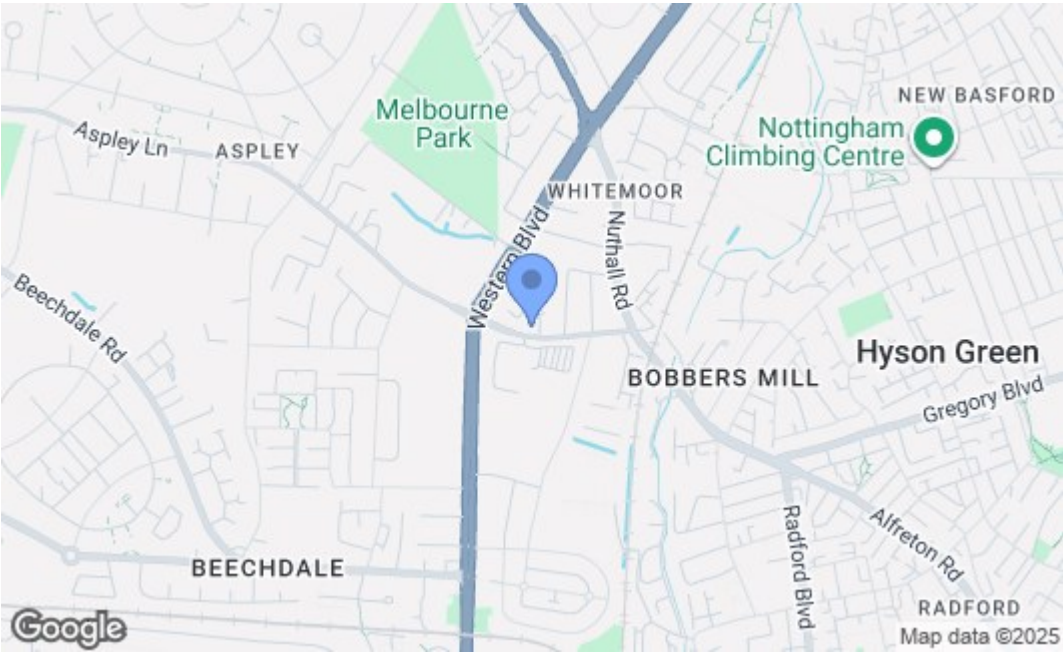 NEW BASFORD
Melbourne
Park
Nottingham
Climbing Centre
Aspley Ln
ASPLEY
WHITEMOOR
Nuthall Rd
Western Blvd
Beechdale Rd
Hyson Green
BOBBERS MILL
Gregory Blvd
Radford Blvd
Alfreton Rd
BEECHDALE
RADFORD
Google
Map data ©2025